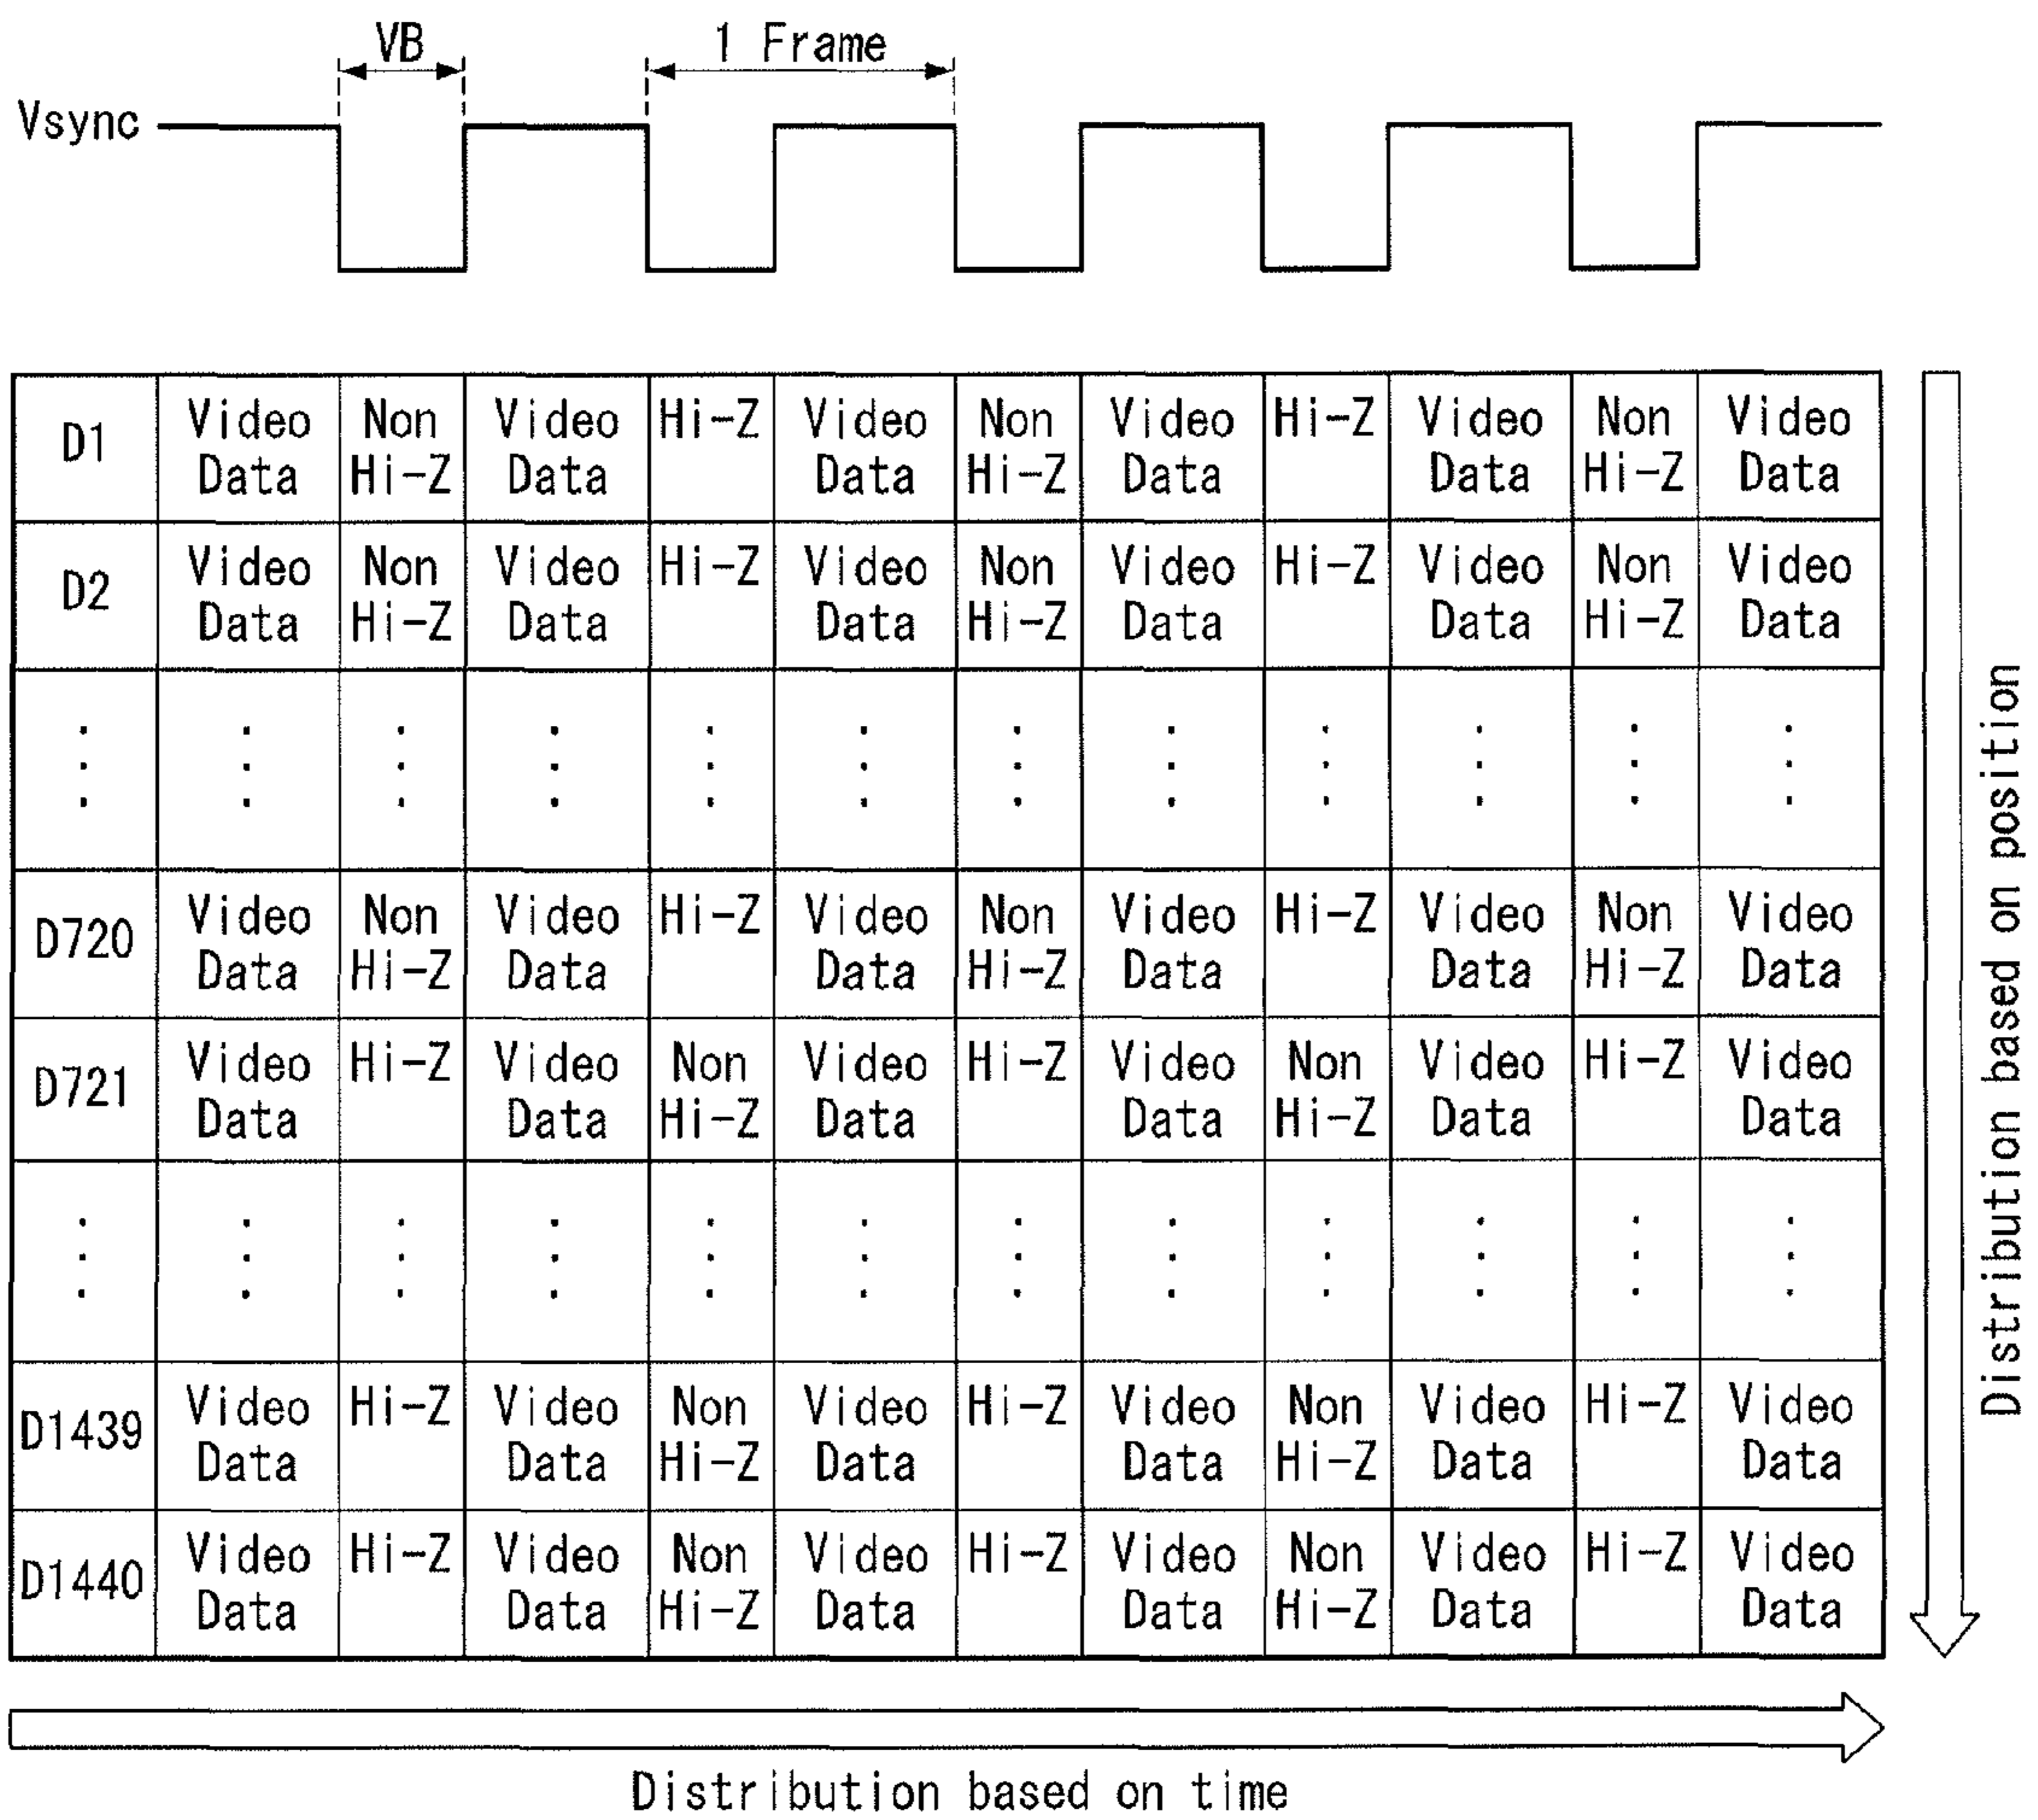 VB
1 Frame
Vsync
D1 Video Non Video Hi-Z Video Non Video Hi-Z Video Non Video
Data Hi-Z Data Data Hi-Z Data Data Hi-Z Data
D2 Video Non Video Hi-Z Video Non Video Hi-Z Video Non Video
Data Hi-Z Data Data Hi-Z Data Data Hi-Z Data
D720 Video Non Video Hi-Z Video Non Video Hi-Z Video Non Video
Data Hi-Z Data Data Hi-Z Data Data Hi-Z Data
D721 Video Hi-Z Video Non Video Hi-Z Video Non Video Hi-Z Video
Data Data Hi-Z Data Data Hi-Z Data Data
D1439 Video Hi-Z Video Non Video Hi-Z Video Non Video Hi-Z Video
Data Data Hi-Z Data Data Hi-Z Data Data
D1440 Video Hi-Z Video Non Video Hi-Z Video Non Video Hi-Z Video
Data Data Hi-Z Data Data Hi-Z Data Data
Distribution based on position
Distribution based on time